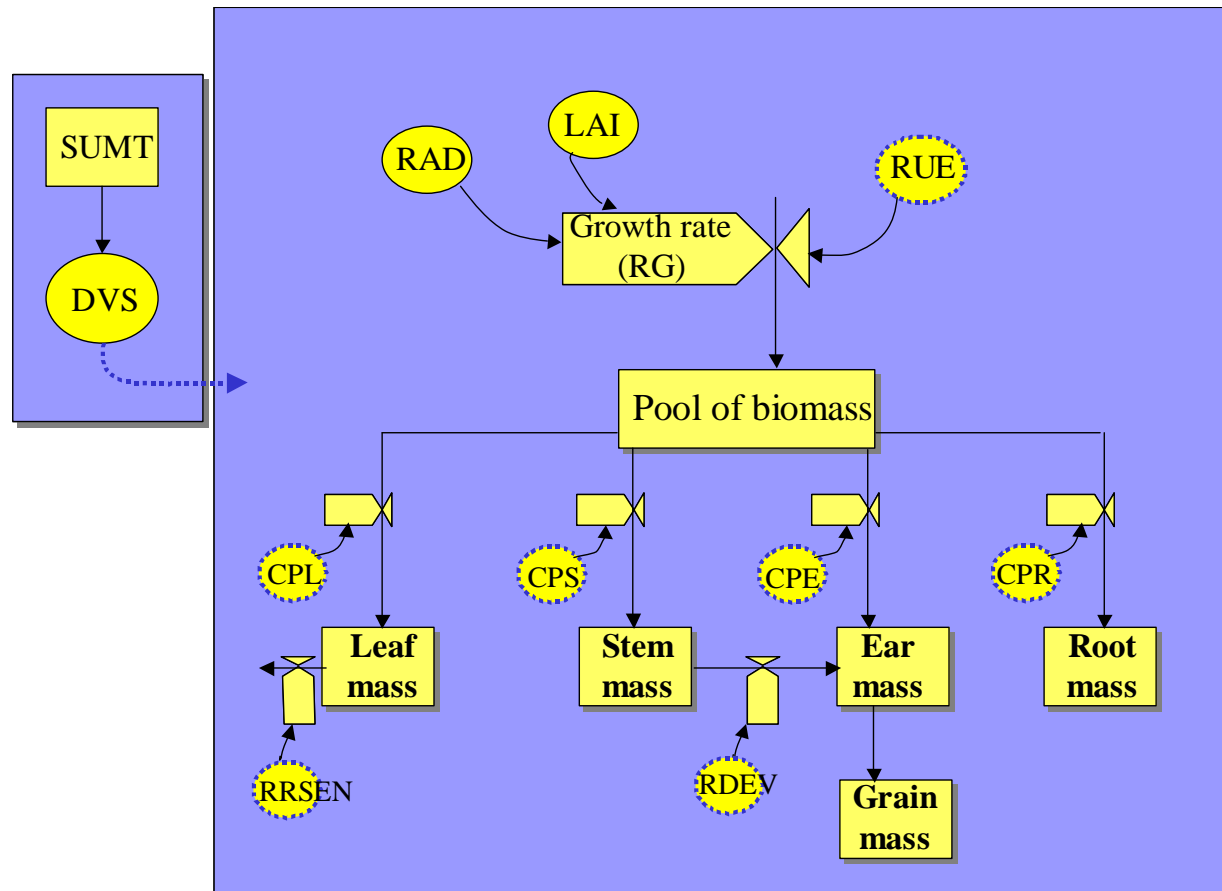 SUMT
DVS
RAD
LAI
RUE
Growth rate
(RG)
Pool of biomass
CPL
CPS
CPE
CPR
Leaf
mass
Stem
mass
Ear
mass
Root
mass
RRSEN
RDEV
Grain
mass